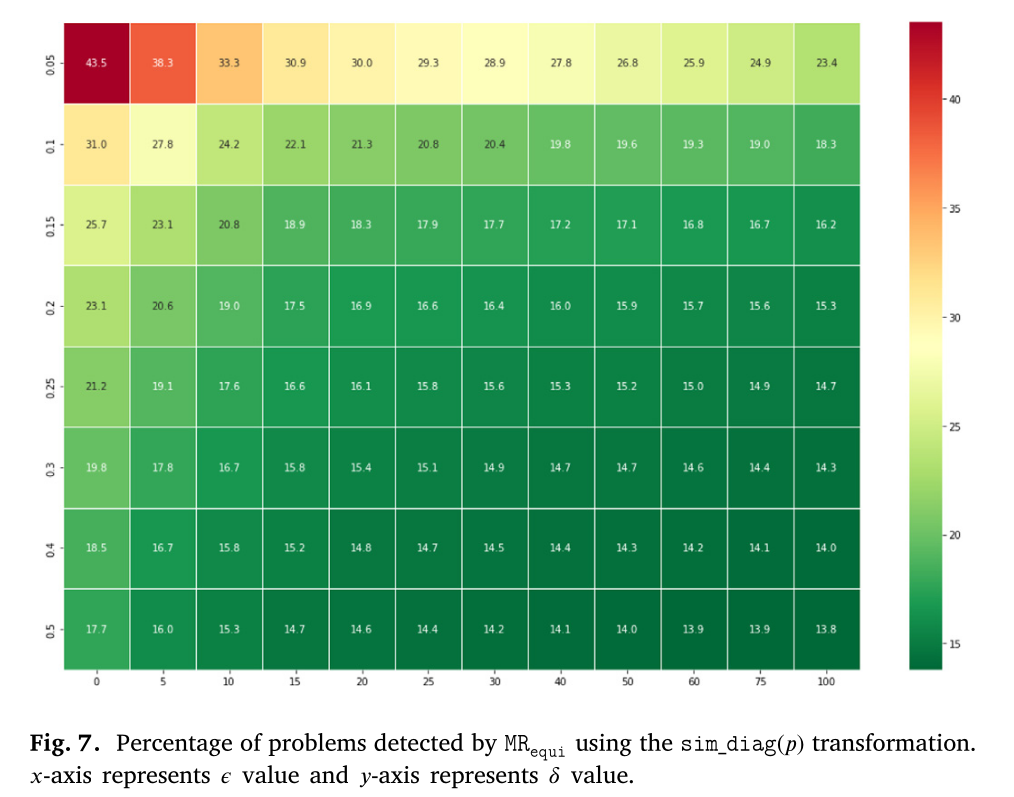 0.05 43.5 38.3 33.3 30.9 30.0 29.3 28.9 27.8 26.8 25.9 24.9 23.4
0.1 31.0 27.8 24.2 22.1 21.3 20.8 20.4 19.8 19.6 19.3 19.0 18.3
0.15 25.7 23.1 20.8 18.9 18.3 17.9 17.7 17.2 17.1 16.8 16.7 16.2
0.2 23.1 20.6 19.0 17.5 16.9 16.6 16.4 16.0 15.9 15.7 15.6 15.3
0.25 21.2 19.1 17.6 16.6 16.1 15.8 15.6 15.3 15.2 15.0 14.9 14.7
0.3 19.8 17.8 16.7 15.8 15.4 15.1 14.9 14.7 14.7 14.6 14.4 14.3
0.4 18.5 16.7 15.8 15.2 14.8 14.7 14.5 14.4 14.3 14.2 14.1 14.0
0.5 17.7 16.0 15.3 14.7 14.6 14.4 14.2 14.1 14.0 13.9 13.9 13.8
0 5 10 15 20 25 30 40 50 60 75 100
40
35
30
25
20
15
Fig. 7. Percentage of problems detected by MR_equi using the sim_diag(p) transformation.
x-axis represents ϵ value and y-axis represents δ value.